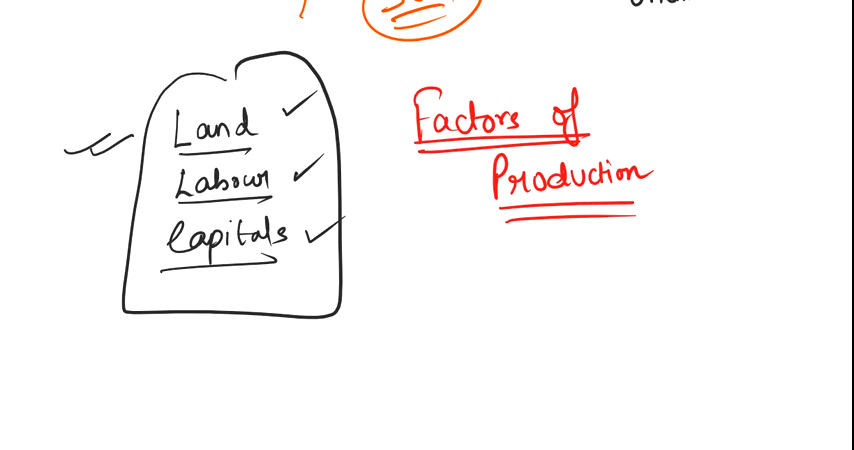 Land
Labour
Capitals
Factors of
Production